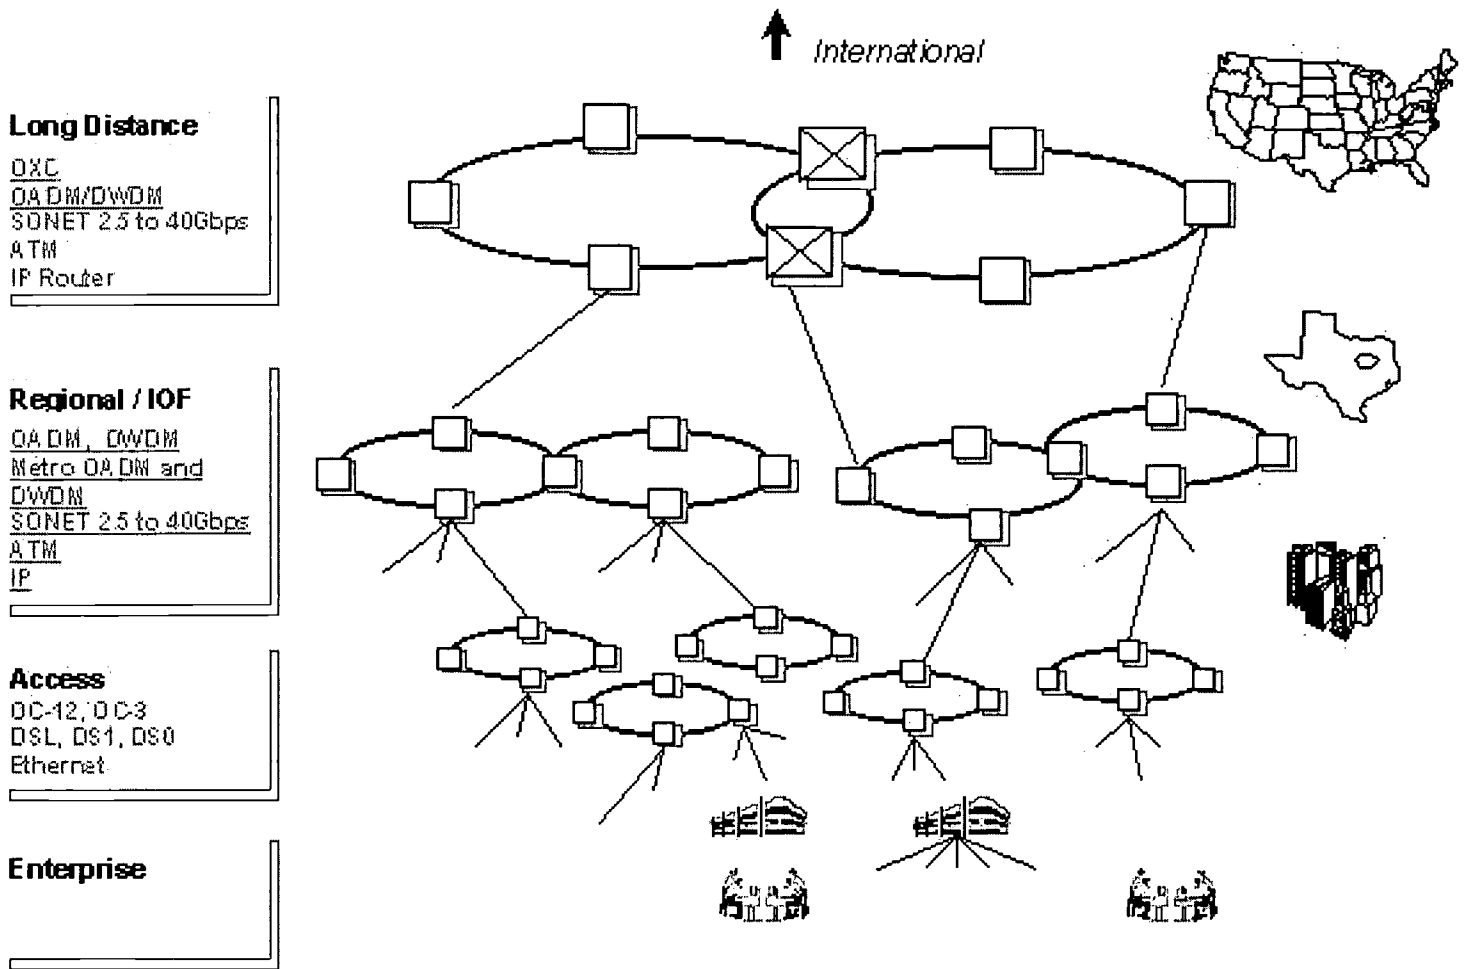 International
Long Distance
OXC
OADM/DWDM
SONET 2.5 to 40Gbps
ATM
IP Router
Regional / IOF
OADM, DWDM
Metro OADM and
DWDM
SONET 2.5 to 40Gbps
ATM
IP
Access
OC-12, OC-3
DSL, DS1, DS0
Ethernet
Enterprise